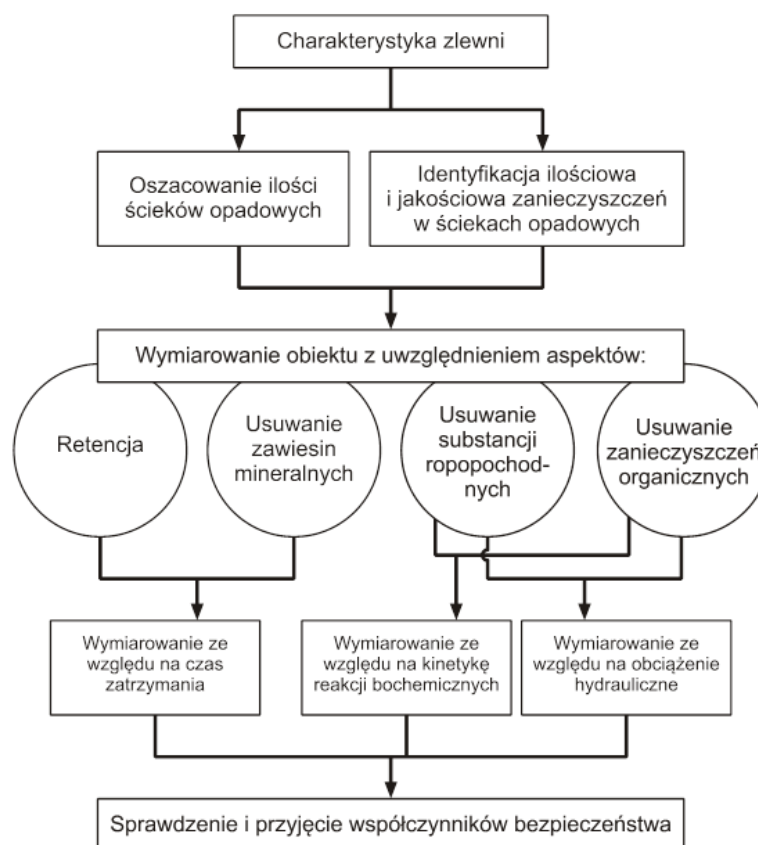 Charakterystyka zlewni
Oszacowanie ilości
ścieków opadowych
Identyfikacja ilościowa
i jakościowa zanieczyszczeń
w ściekach opadowych
Wymiarowanie obiektu z uwzględnieniem aspektów:
Retencja
Usuwanie
zawiesin
mineralnych
Usuwanie
substancji
ropopochod-
nych
Usuwanie
zanieczyszczeń
organicznych
Wymiarowanie ze
względu na czas
zatrzymania
Wymiarowanie ze
względu na kinetykę
reakcji bochemicznych
Wymiarowanie ze
względu na obciążenie
hydrauliczne
Sprawdzenie i przyjęcie współczynników bezpieczeństwa